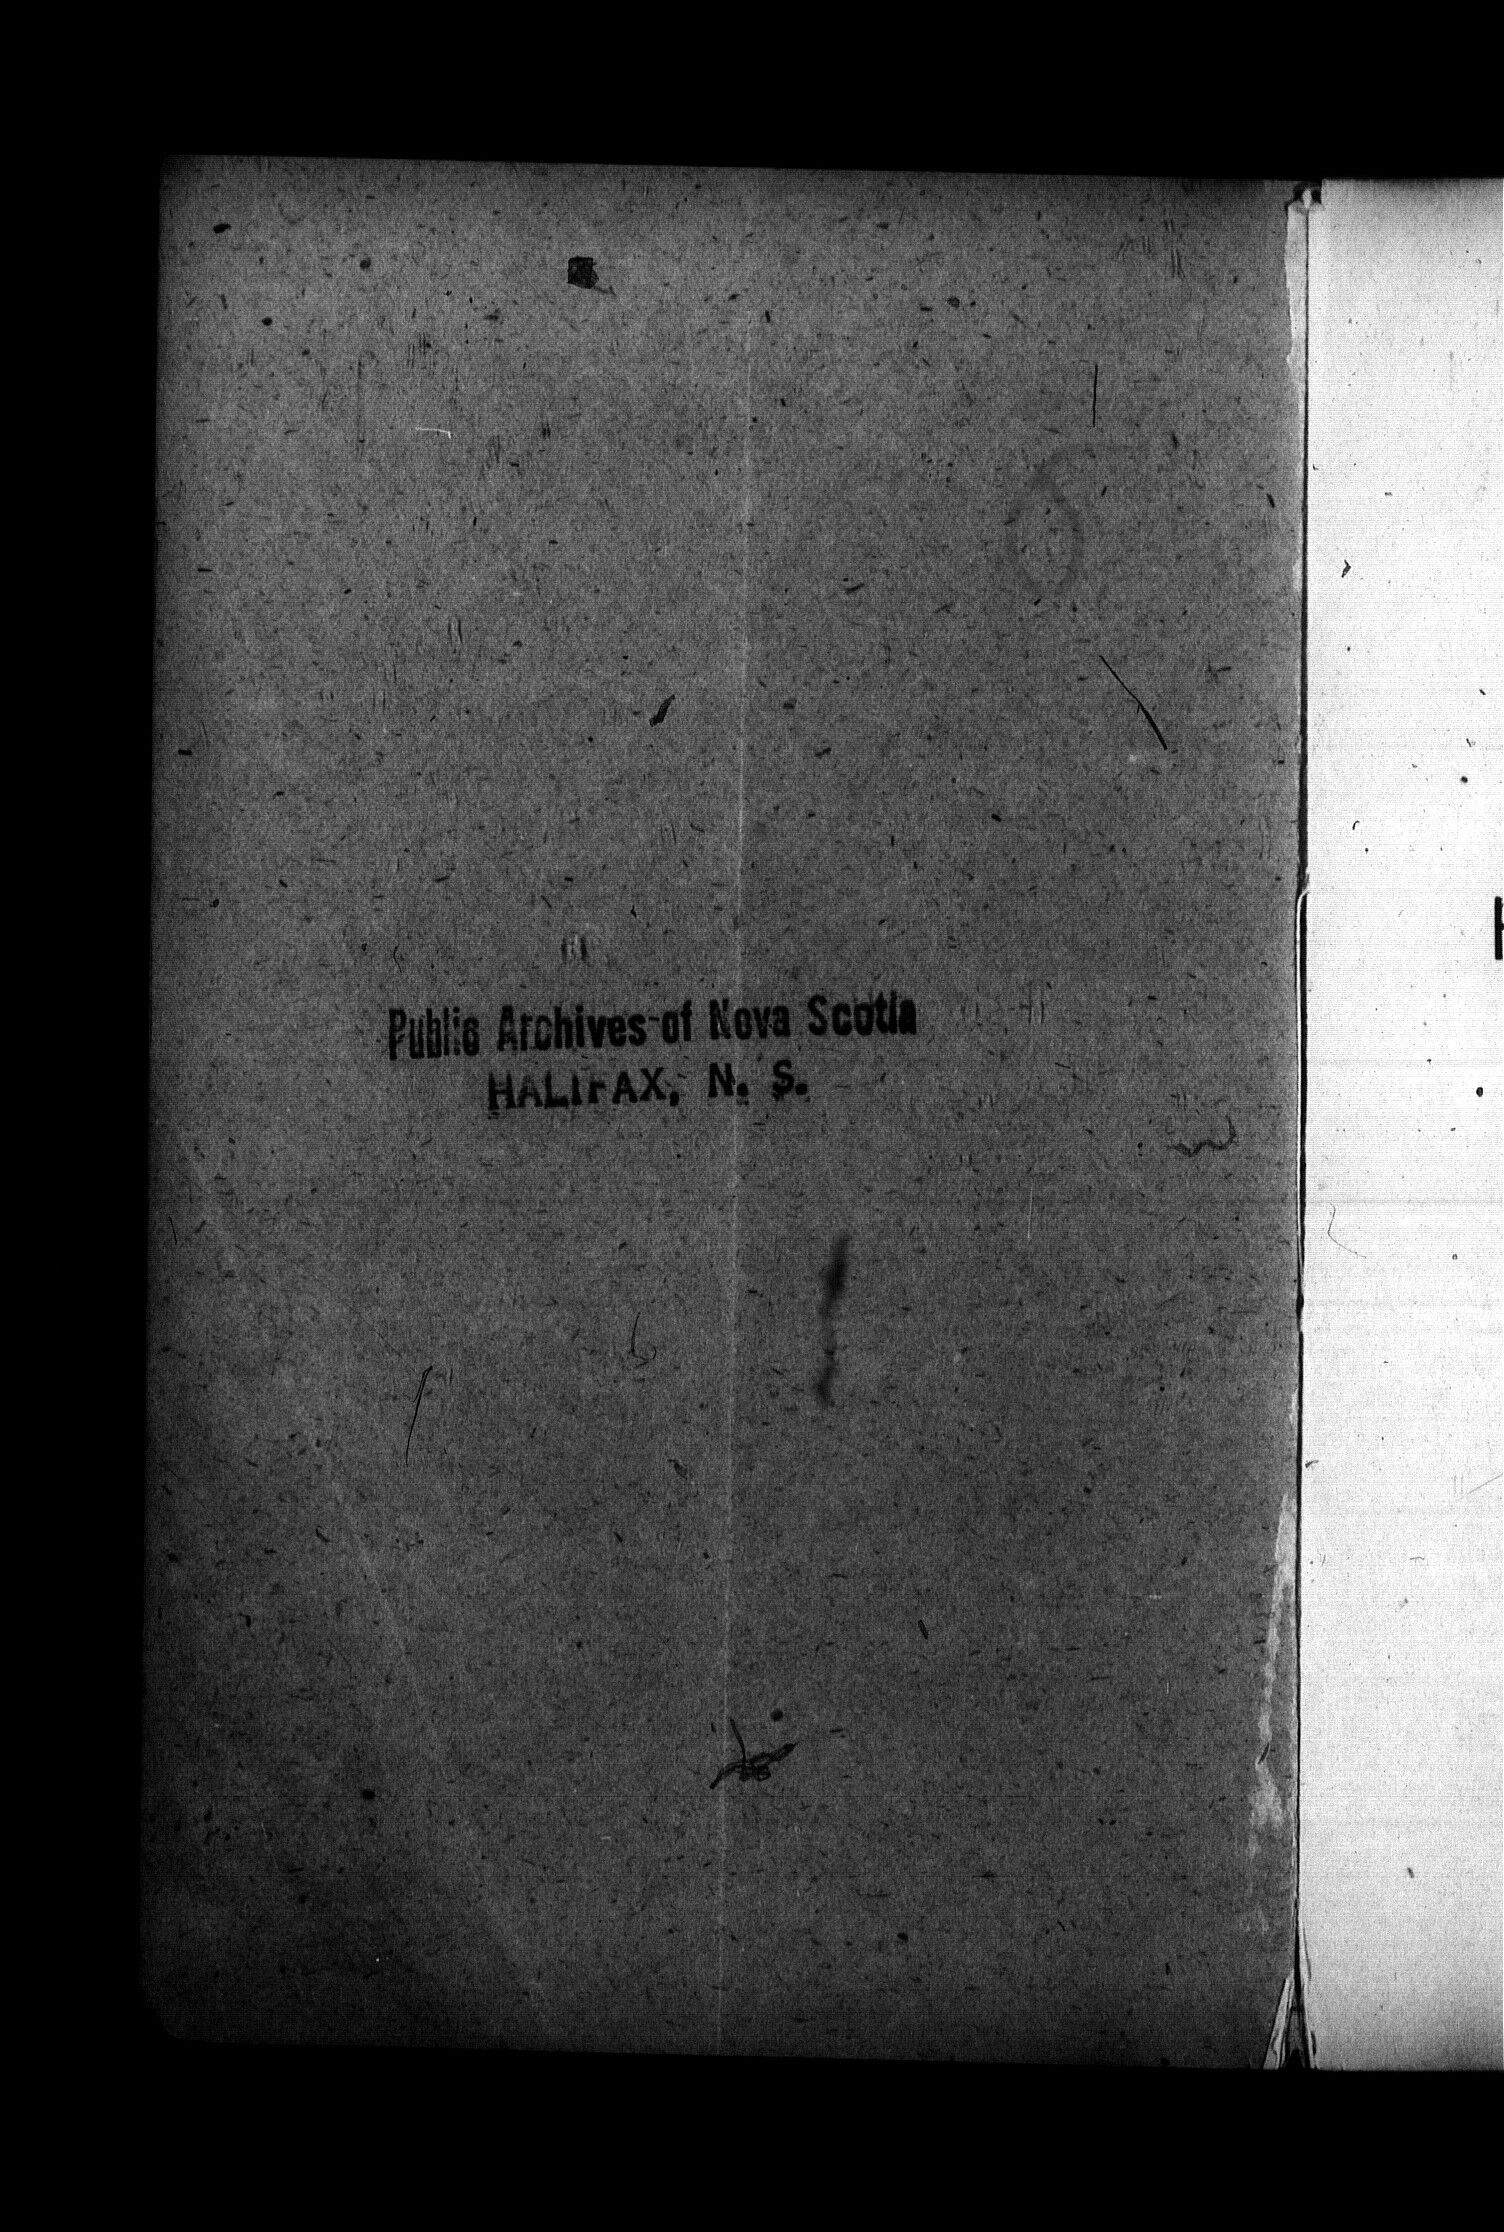 Public Archives of Nova Scotia
HALIFAX, N. S.